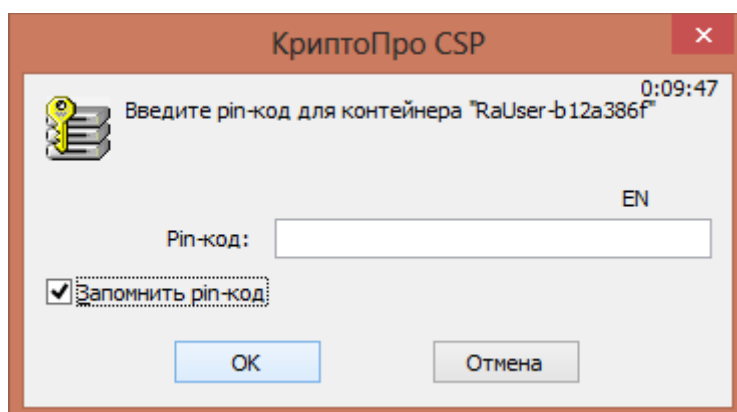 КриптоПро CSP
0:09:47
Введите pin-код для контейнера "RaUser-b12a386f"
EN
Pin-код:
Запомнить pin-код
OK
Отмена